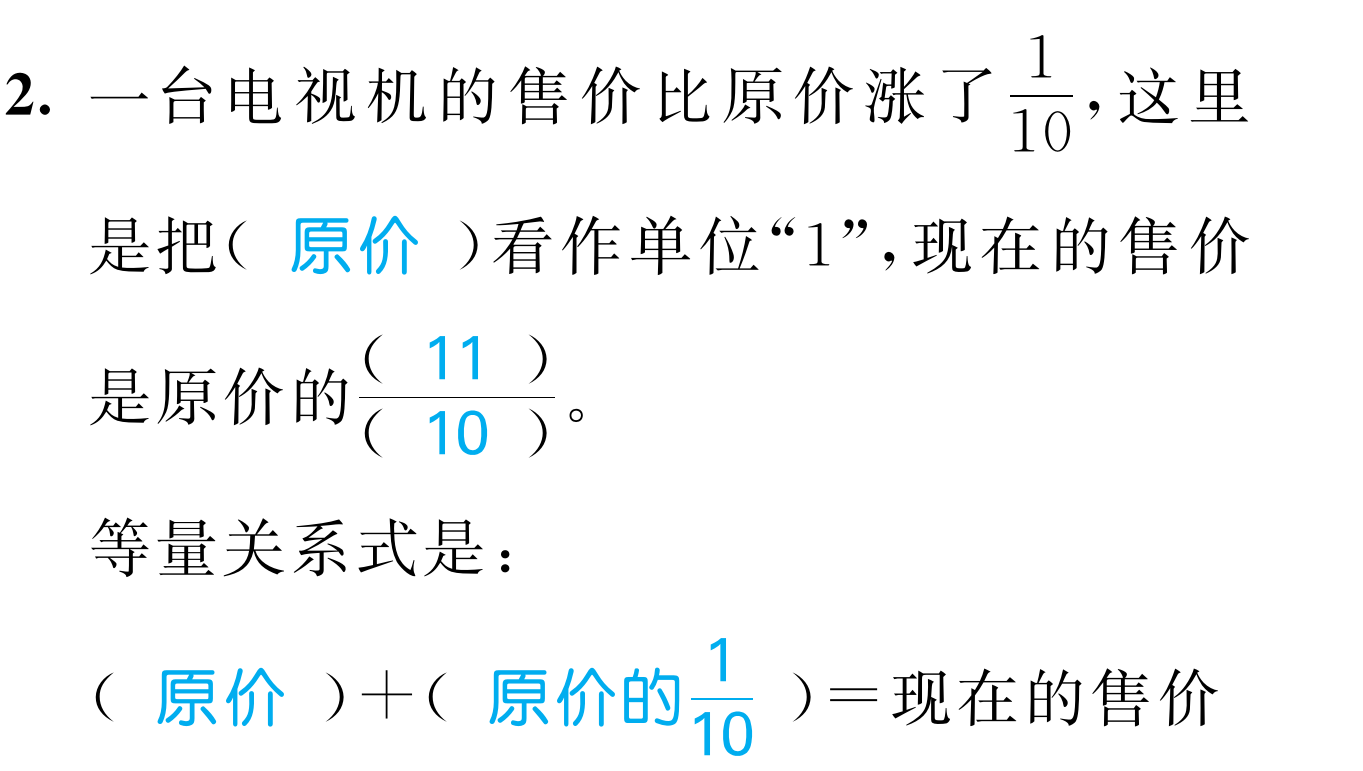 2. 一台电视机的售价比原价涨了1/10,这里
是把( 原价 )看作单位“1”,现在的售价
是原价的( 11 )/( 10 )。
等量关系式是:
( 原价 )+( 原价的1/10 )=现在的售价